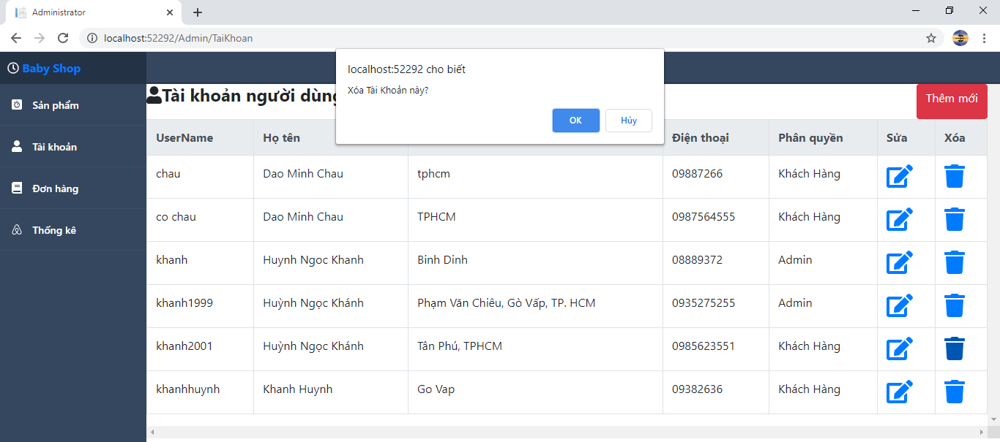 Administrator
localhost:52292/Admin/TaiKhoan
Baby Shop
localhost:52292 cho biết
Xóa Tài Khoản này?
OK Hủy
Sản phẩm
Tài khoản
Đơn hàng
Thống kê
Tài khoản người dùng
Thêm mới
UserName Họ tên Điện thoại Phân quyền Sửa Xóa
chau Dao Minh Chau tphcm 09887266 Khách Hàng
co chau Dao Minh Chau TPHCM 0987564555 Khách Hàng
khanh Huynh Ngoc Khanh Binh Dinh 08889372 Admin
khanh1999 Huỳnh Ngọc Khánh Phạm Văn Chiêu, Gò Vấp, TP. HCM 0935275255 Admin
khanh2001 Huỳnh Ngọc Khánh Tân Phú, TPHCM 0985623551 Khách Hàng
khanhhuynh Khanh Huynh Go Vap 09382636 Khách Hàng